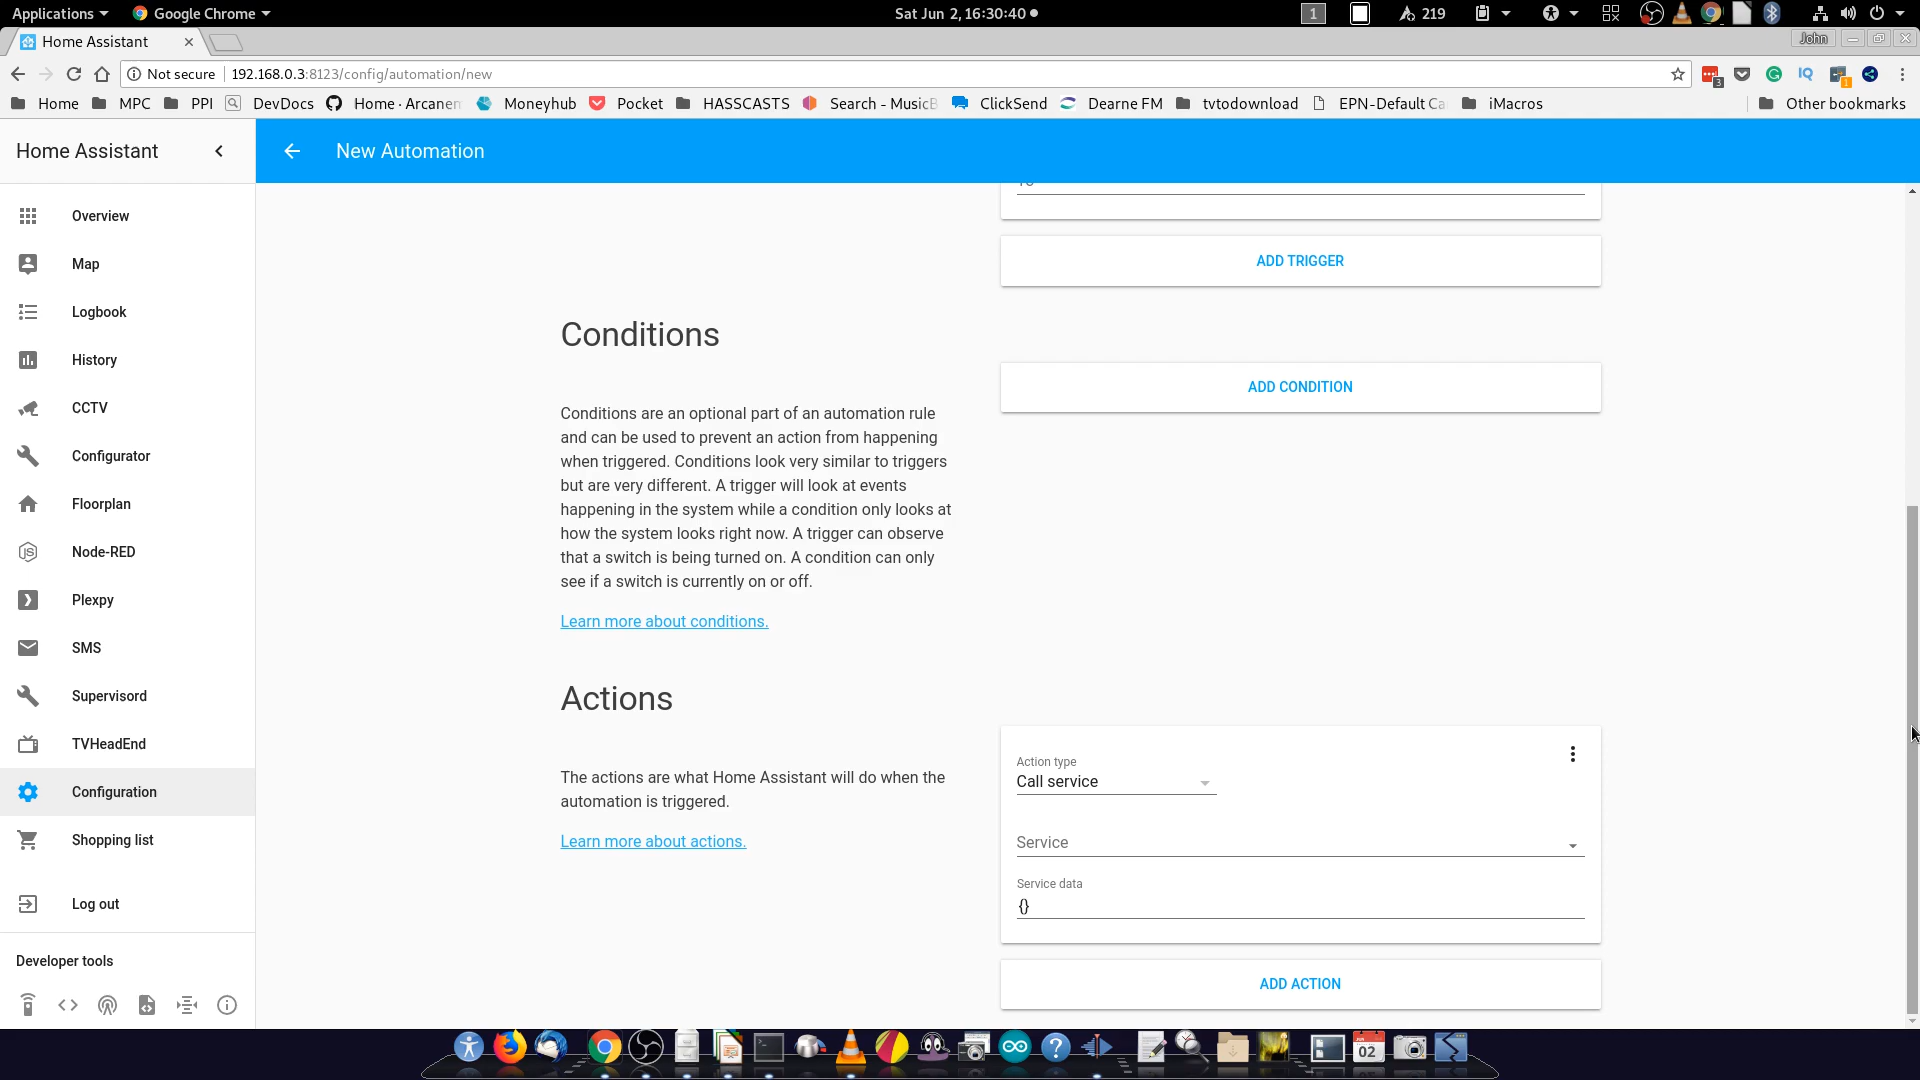 Applications
Google Chrome
Sat Jun 2, 16:30:40
1
219
Home Assistant
John
Not secure
192.168.0.3:8123/config/automation/new
3
IQ
1
Home
MPC
PPI
DevDocs
Home · Arcanem
Moneyhub
Pocket
HASSCASTS
Search - MusicB
ClickSend
Dearne FM
tvtodownload
EPN-Default Ca
iMacros
Other bookmarks
Home Assistant
New Automation
Overview
Map
Logbook
History
CCTV
Configurator
Floorplan
Node-RED
Plexpy
SMS
Supervisord
TVHeadEnd
Configuration
Shopping list
Log out
Developer tools
ADD TRIGGER
Conditions
ADD CONDITION
Conditions are an optional part of an automation rule
and can be used to prevent an action from happening
when triggered. Conditions look very similar to triggers
but are very different. A trigger will look at events
happening in the system while a condition only looks at
how the system looks right now. A trigger can observe
that a switch is being turned on. A condition can only
see if a switch is currently on or off.
Learn more about conditions.
Actions
The actions are what Home Assistant will do when the
automation is triggered.
Learn more about actions.
Action type
Call service
Service
Service data
{}
ADD ACTION
02